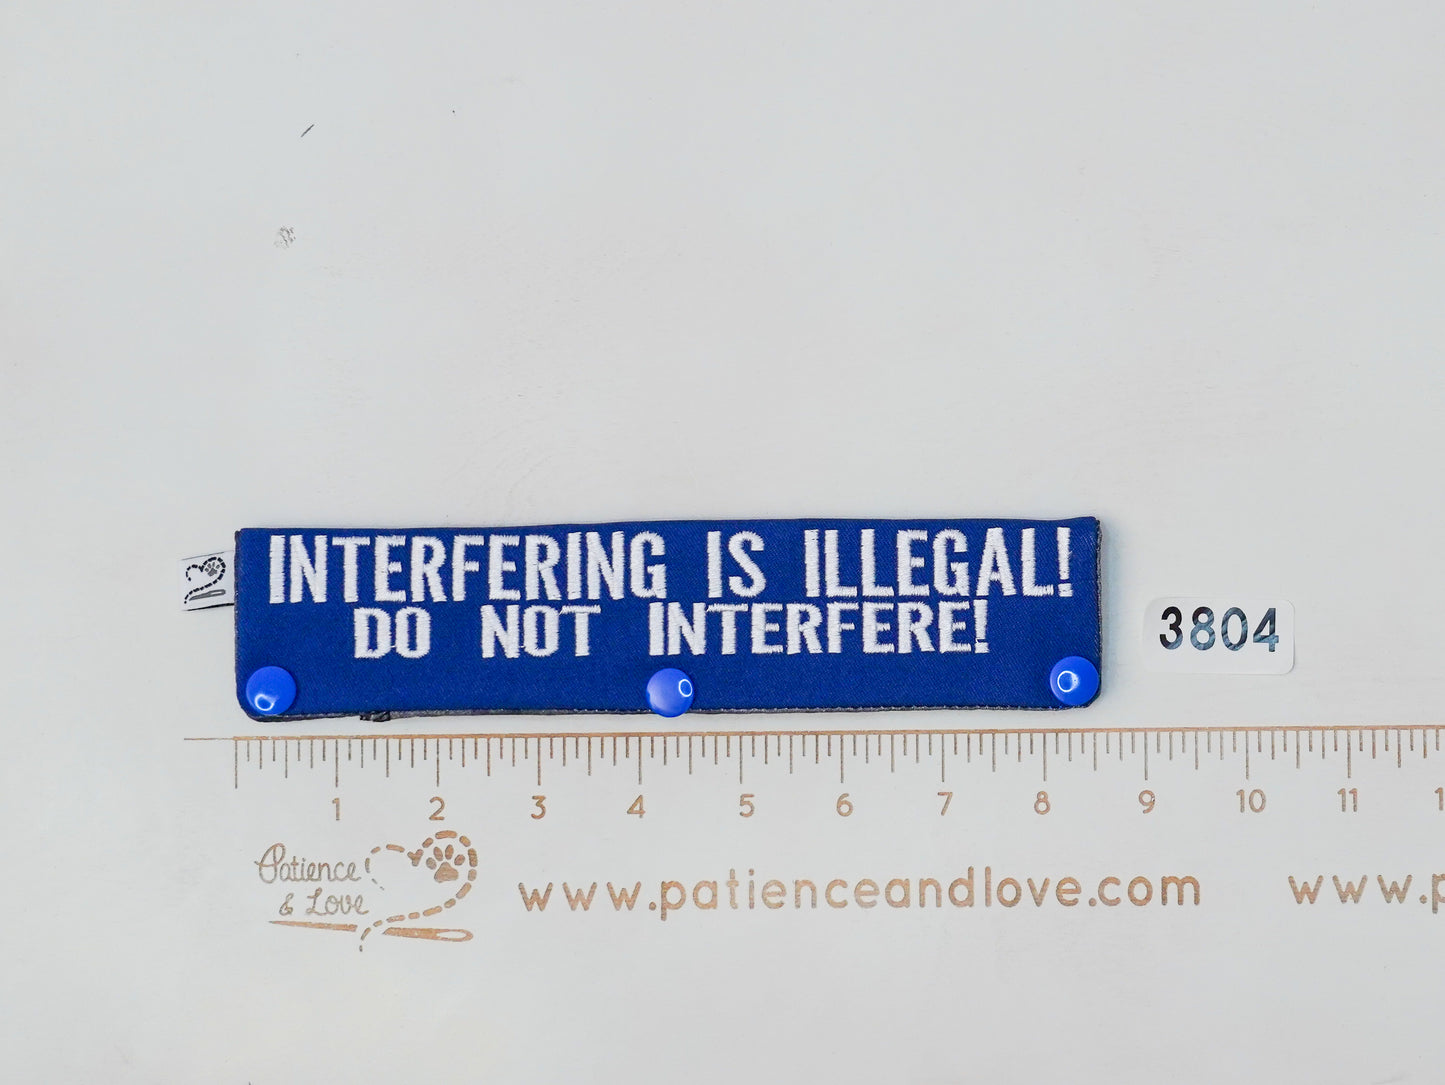 INTERFERING IS ILLEGAL!
DO NOT INTERFERE!
3804
1 2 3 4 5 6 7 8 9 10 11
Patience
& Love
www.patienceandlove.com
www.